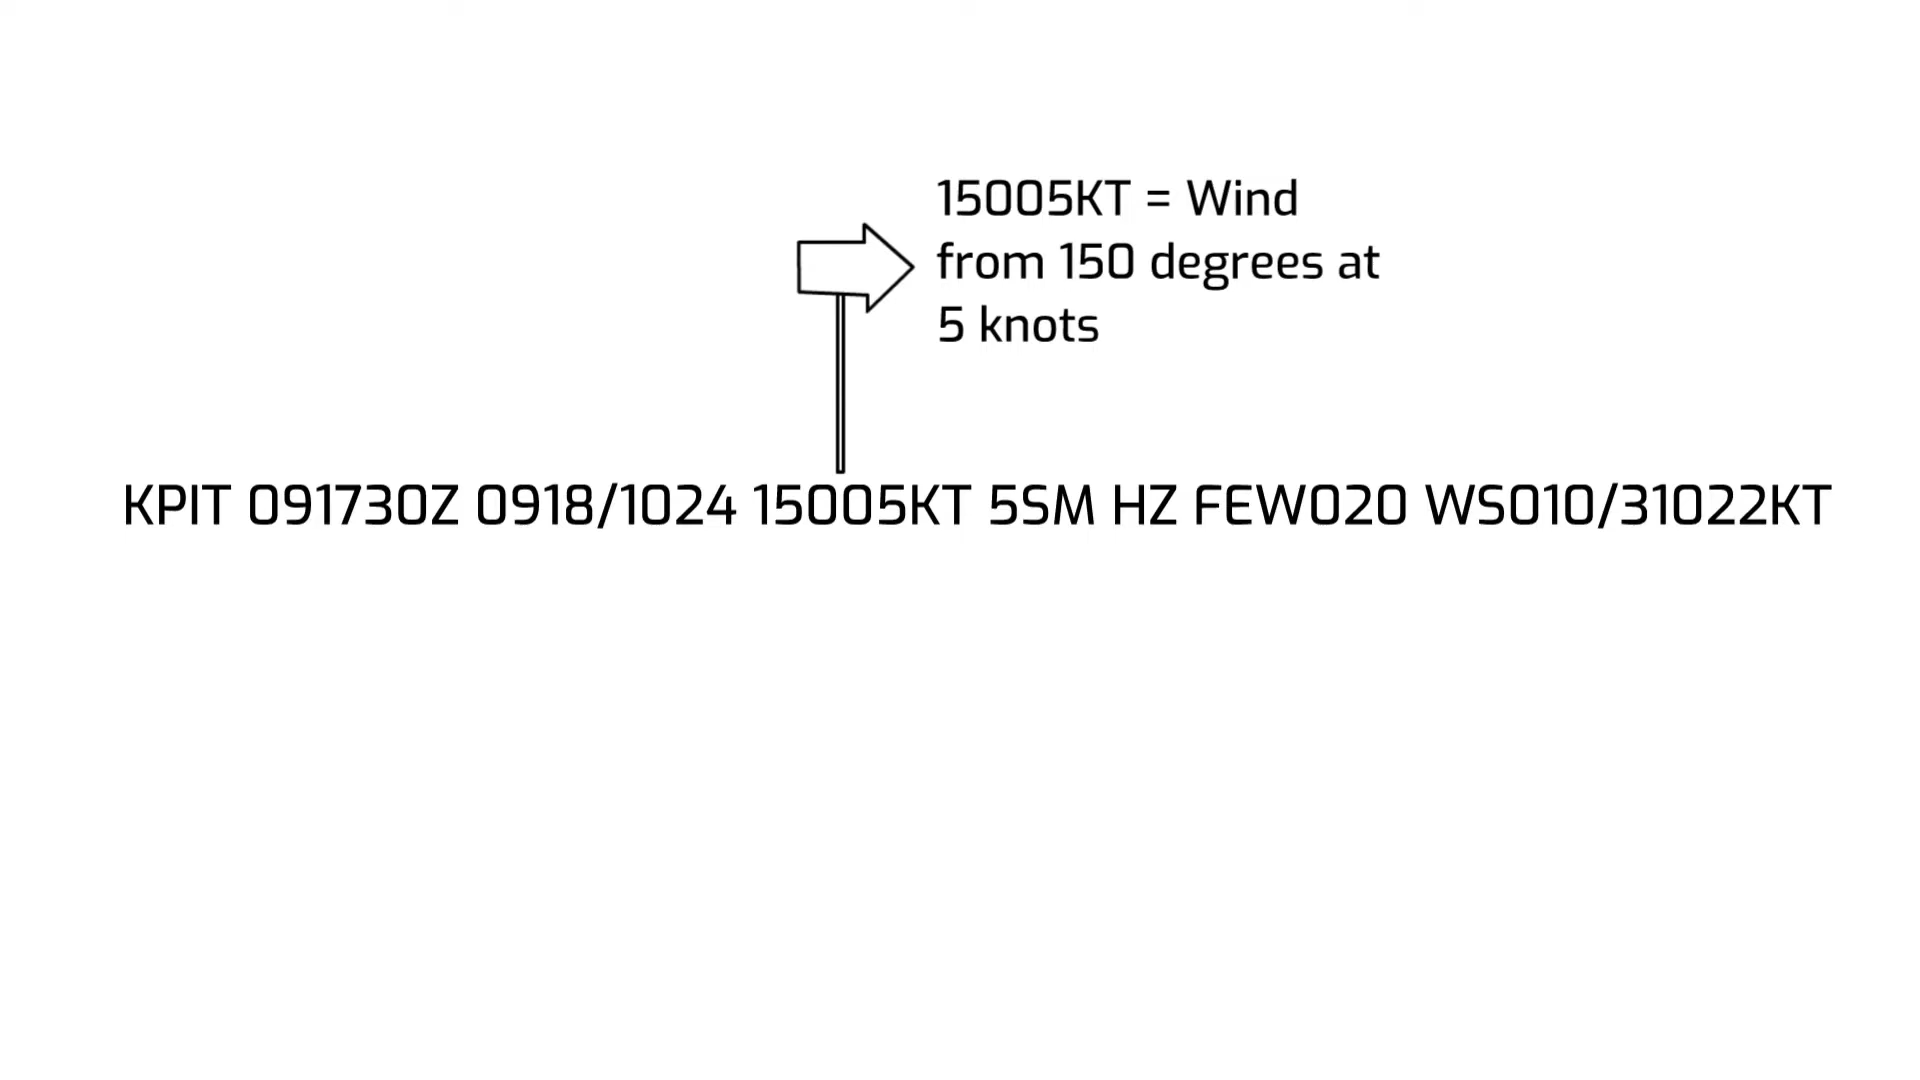 15005KT = Wind
from 150 degrees at
5 knots
KPIT 091730Z 0918/1024 15005KT 5SM HZ FEW020 WS010/31022KT